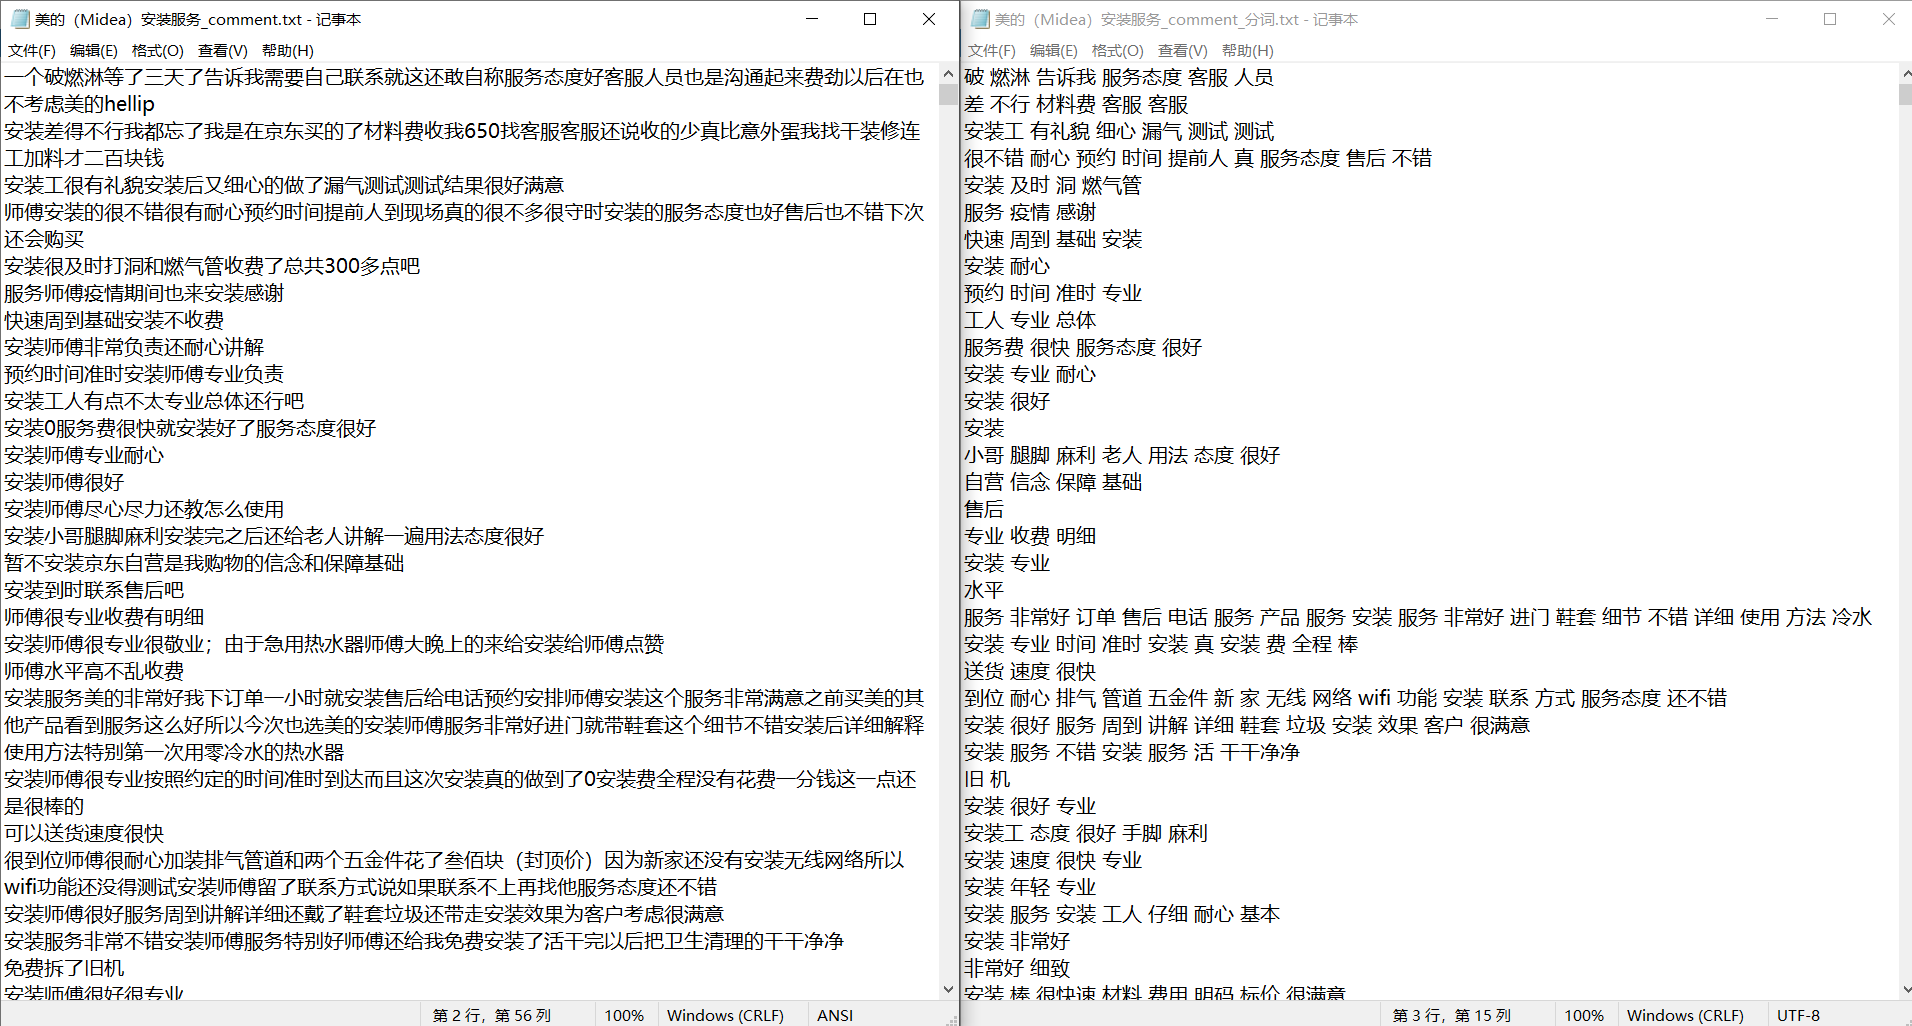 美的（Midea）安装服务_comment.txt - 记事本
文件(F) 编辑(E) 格式(O) 查看(V) 帮助(H)
一个破燃淋等了三天了告诉我需要自己联系就这还敢自称服务态度好客服人员也是沟通起来费劲以后在也
不考虑美的hellip
安装差得不行我都忘了我是在京东买的了材料费收我650找客服客服还说收的少真比意外蛋我找干装修连
工加料才二百块钱
安装工很有礼貌安装后又细心的做了漏气测试测试结果很好满意
师傅安装的很不错很有耐心预约时间提前人到现场真的很不多很守时安装的服务态度也好售后也不错下次
还会购买
安装很及时打洞和燃气管收费了总共300多点吧
服务师傅疫情期间也来安装感谢
快速周到基础安装不收费
安装师傅非常负责还耐心讲解
预约时间准时安装师傅专业负责
安装工人有点不太专业总体还行吧
安装0服务费很快就安装好了服务态度很好
安装师傅专业耐心
安装师傅很好
安装师傅尽心尽力还教怎么使用
安装小哥腿脚麻利安装完之后还给老人讲解一遍用法态度很好
暂不安装京东自营是我购物的信念和保障基础
安装到时联系售后吧
师傅很专业收费有明细
安装师傅很专业很敬业；由于急用热水器师傅大晚上的来给安装给师傅点赞
师傅水平高不乱收费
安装服务美的非常好我下订单一小时就安装售后给电话预约安排师傅安装这个服务非常满意之前买美的其
他产品看到服务这么好所以今次也选美的安装师傅服务非常好进门就带鞋套这个细节不错安装后详细解释
使用方法特别第一次用零冷水的热水器
安装师傅很专业按照约定的时间准时到达而且这次安装真的做到了0安装费全程没有花费一分钱这一点还
是很棒的
可以送货速度很快
很到位师傅很耐心加装排气管道和两个五金件花了叁佰块（封顶价）因为新家还没有安装无线网络所以
wifi功能还没得测试安装师傅留了联系方式说如果联系不上再找他服务态度还不错
安装师傅很好服务周到讲解详细还戴了鞋套垃圾还带走安装效果为客户考虑很满意
安装服务非常不错安装师傅服务特别好师傅还给我免费安装了活干完以后把卫生清理的干干净净
免费拆了旧机
安装师傅很好很专业
第 2 行，第 56 列 100% Windows (CRLF) ANSI
美的（Midea）安装服务_comment_分词.txt - 记事本
文件(F) 编辑(E) 格式(O) 查看(V) 帮助(H)
破 燃淋 告诉我 服务态度 客服 人员
差 不行 材料费 客服 客服
安装工 有礼貌 细心 漏气 测试 测试
很不错 耐心 预约 时间 提前人 真 服务态度 售后 不错
安装 及时 洞 燃气管
服务 疫情 感谢
快速 周到 基础 安装
安装 耐心
预约 时间 准时 专业
工人 专业 总体
服务费 很快 服务态度 很好
安装 专业 耐心
安装 很好
安装
小哥 腿脚 麻利 老人 用法 态度 很好
自营 信念 保障 基础
售后
专业 收费 明细
安装 专业
水平
服务 非常好 订单 售后 电话 服务 产品 服务 安装 服务 非常好 进门 鞋套 细节 不错 详细 使用 方法 冷水
安装 专业 时间 准时 安装 真 安装 费 全程 棒
送货 速度 很快
到位 耐心 排气 管道 五金件 新 家 无线 网络 wifi 功能 安装 联系 方式 服务态度 还不错
安装 很好 服务 周到 讲解 详细 鞋套 垃圾 安装 效果 客户 很满意
安装 服务 不错 安装 服务 活 干干净净
旧 机
安装 很好 专业
安装工 态度 很好 手脚 麻利
安装 速度 很快 专业
安装 年轻 专业
安装 服务 安装 工人 仔细 耐心 基本
安装 非常好
非常好 细致
安装 棒 很快速 材料 费用 明码 标价 很满意
第 3 行，第 15 列 100% Windows (CRLF) UTF-8